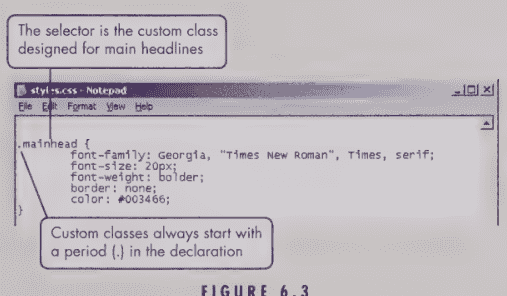 The selector is the custom class
designed for main headlines
styles.css - Notepad
File Edit Format View Help
.mainhead {
font-family: Georgia, "Times New Roman", Times, serif;
font-size: 20px;
font-weight: bolder;
border: none;
color: #003466;
}
Custom classes always start with
a period (.) in the declaration
FIGURE 6.3